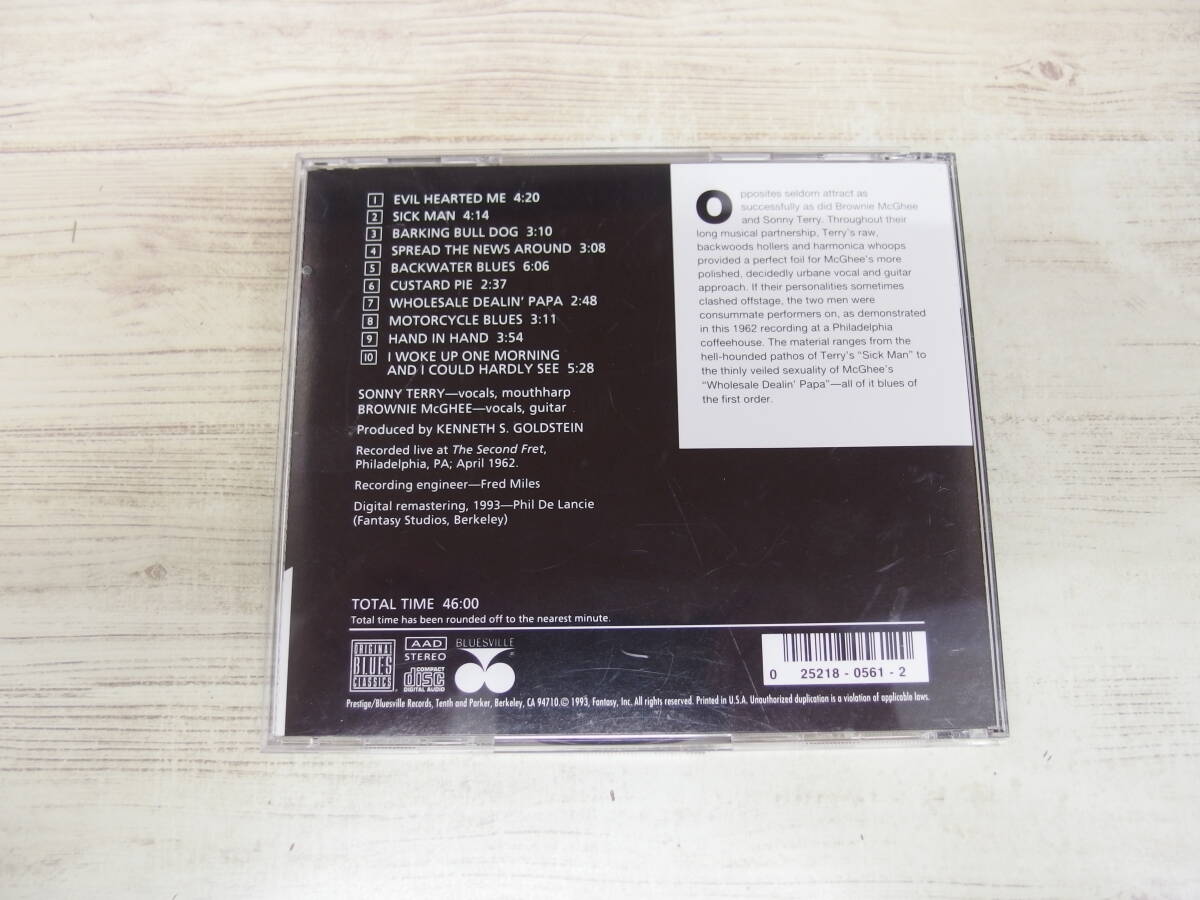 1 EVIL HEARTED ME 4:20
2 SICK MAN 4:14
3 BARKING BULL DOG 3:10
4 SPREAD THE NEWS AROUND 3:08
5 BACKWATER BLUES 6:06
6 CUSTARD PIE 2:37
7 WHOLESALE DEALIN' PAPA 2:48
8 MOTORCYCLE BLUES 3:11
9 HAND IN HAND 3:54
10 I WOKE UP ONE MORNING
AND I COULD HARDLY SEE 5:28
SONNY TERRY—vocals, mouthharp
BROWNIE McGHEE—vocals, guitar
Produced by KENNETH S. GOLDSTEIN
Recorded live at The Second Fret,
Philadelphia, PA; April 1962.
Recording engineer—Fred Miles
Digital remastering, 1993—Phil De Lancie
(Fantasy Studios, Berkeley)
Opposites seldom attract as
successfully as did Brownie McGhee
and Sonny Terry. Throughout their
long musical partnership, Terry's raw,
backwoods hollers and harmonica whoops
provided a perfect foil for McGhee's more
polished, decidedly urbane vocal and guitar
approach. If their personalities sometimes
clashed offstage, the two men were
consummate performers on, as demonstrated
in this 1962 recording at a Philadelphia
coffeehouse. The material ranges from the
hell-hounded pathos of Terry's "Sick Man" to
the thinly veiled sexuality of McGhee's
"Wholesale Dealin' Papa"—all of it blues of
the first order.
TOTAL TIME 46:00
Total time has been rounded off to the nearest minute.
ORIGINAL
BLUES
CLASSICS
AAD
STEREO
COMPACT
disc
DIGITAL AUDIO
BLUESVILLE
0 25218 - 0561 - 2
Prestige/Bluesville Records, Tenth and Parker, Berkeley, CA 94710. © 1993, Fantasy, Inc. All rights reserved. Printed in U.S.A. Unauthorized duplication is a violation of applicable laws.